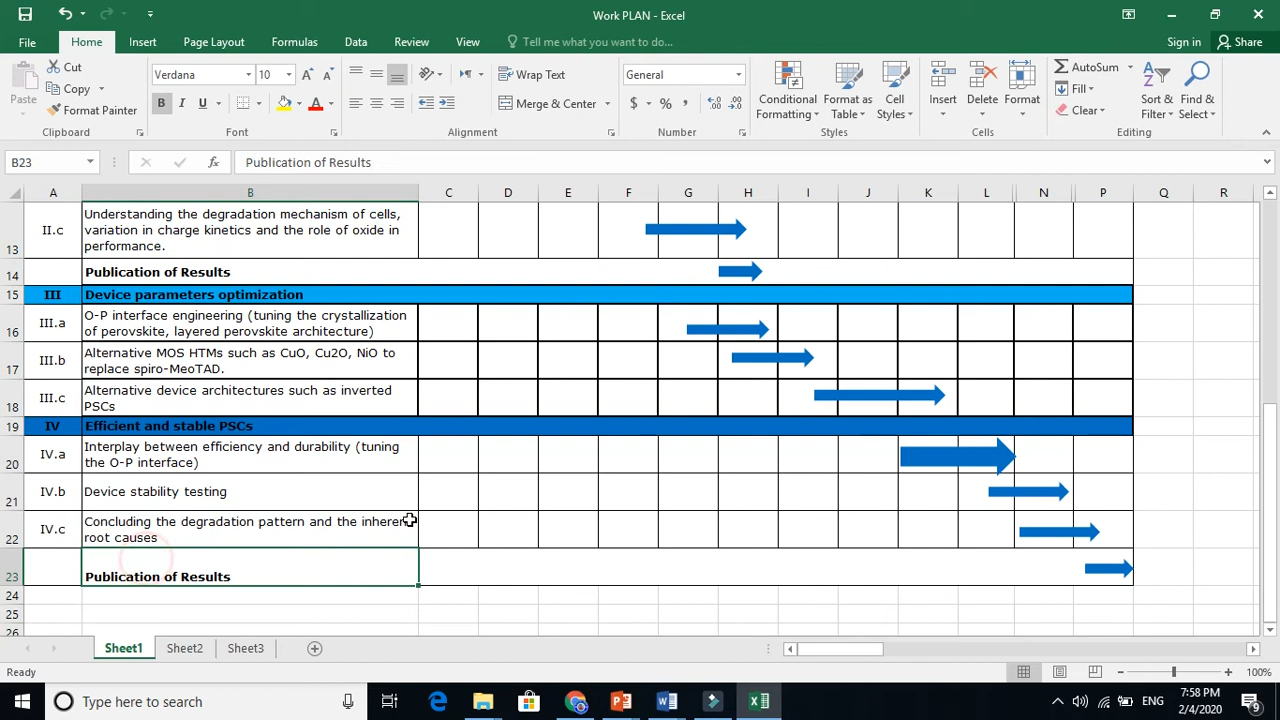 Work PLAN - Excel
File Home Insert Page Layout Formulas Data Review View Tell me what you want to do... Sign in Share
Paste Cut Copy Format Painter Clipboard
Verdana 10 A A B I U A Font
Wrap Text Merge & Center Alignment
General $ % , Number
Conditional Formatting Format as Table Cell Styles Styles
Insert Delete Format Cells
AutoSum Fill Clear Sort & Filter Find & Select Editing
B23 fx Publication of Results
A B C D E F G H I J K L N P Q R
13 II.c Understanding the degradation mechanism of cells,
variation in charge kinetics and the role of oxide in
performance.
14 Publication of Results
15 III Device parameters optimization
16 III.a O-P interface engineering (tuning the crystallization
of perovskite, layered perovskite architecture)
17 III.b Alternative MOS HTMs such as CuO, Cu2O, NiO to
replace spiro-MeoTAD.
18 III.c Alternative device architectures such as inverted
PSCs
19 IV Efficient and stable PSCs
20 IV.a Interplay between efficiency and durability (tuning
the O-P interface)
21 IV.b Device stability testing
22 IV.c Concluding the degradation pattern and the inheren
root causes
23 Publication of Results
24
25
26
Sheet1 Sheet2 Sheet3
Ready 100%
Type here to search ENG 7:58 PM
2/4/2020 9